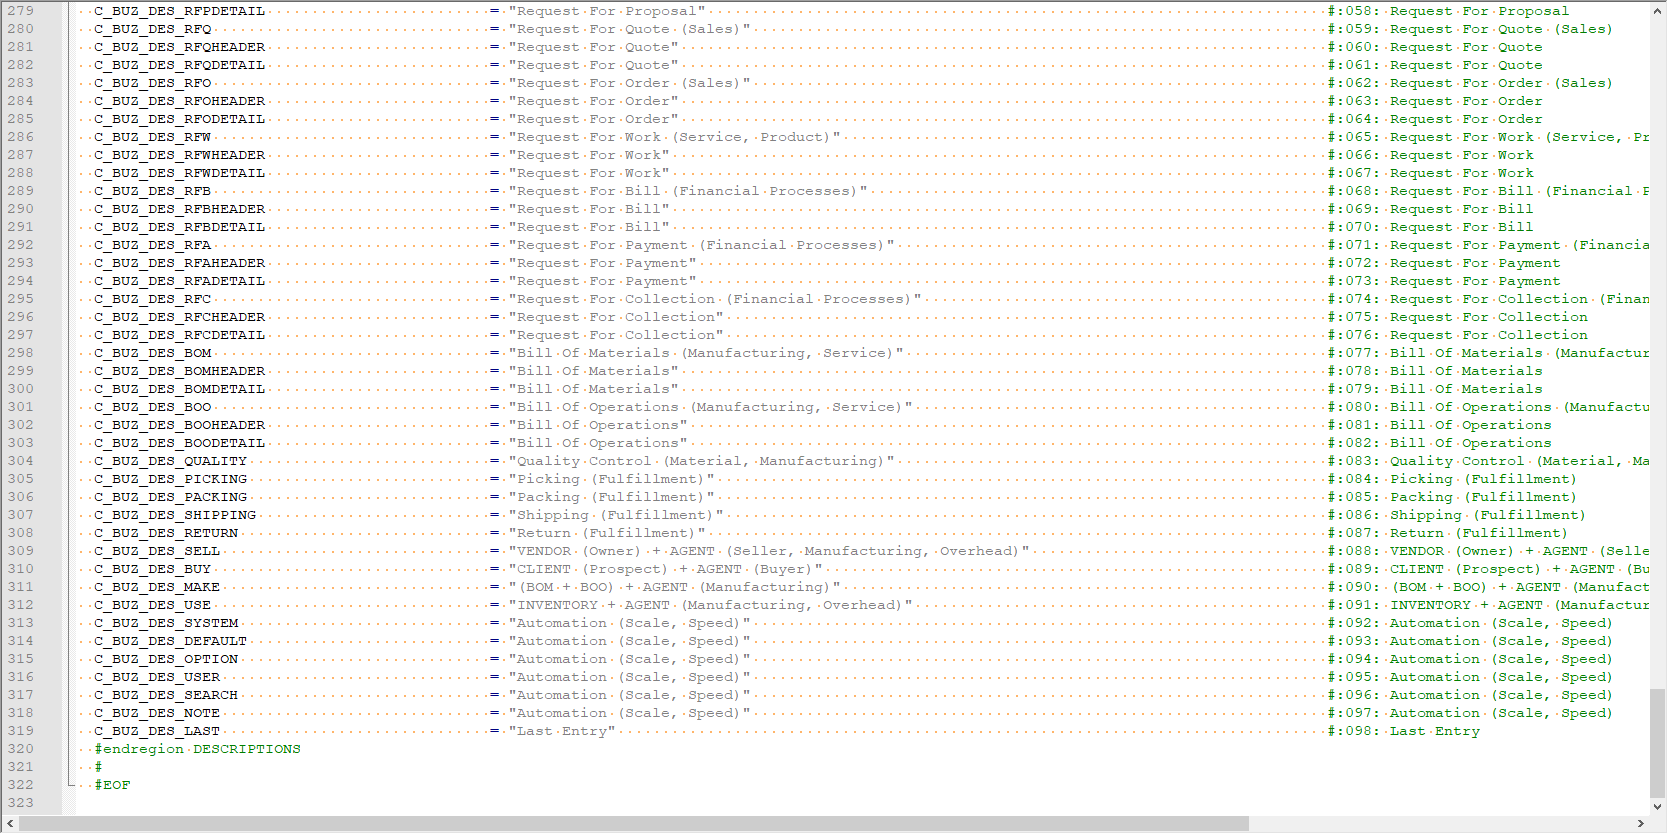 279 C_BUZ_DES_RFPDETAIL = "Request For Proposal" #:058: Request For Proposal
280 C_BUZ_DES_RFQ = "Request For Quote (Sales)" #:059: Request For Quote (Sales)
281 C_BUZ_DES_RFQHEADER = "Request For Quote" #:060: Request For Quote
282 C_BUZ_DES_RFQDETAIL = "Request For Quote" #:061: Request For Quote
283 C_BUZ_DES_RFO = "Request For Order (Sales)" #:062: Request For Order (Sales)
284 C_BUZ_DES_RFOHEADER = "Request For Order" #:063: Request For Order
285 C_BUZ_DES_RFODETAIL = "Request For Order" #:064: Request For Order
286 C_BUZ_DES_RFW = "Request For Work (Service, Product)" #:065: Request For Work (Service, Pr
287 C_BUZ_DES_RFWHEADER = "Request For Work" #:066: Request For Work
288 C_BUZ_DES_RFWDETAIL = "Request For Work" #:067: Request For Work
289 C_BUZ_DES_RFB = "Request For Bill (Financial Processes)" #:068: Request For Bill (Financial P
290 C_BUZ_DES_RFBHEADER = "Request For Bill" #:069: Request For Bill
291 C_BUZ_DES_RFBDETAIL = "Request For Bill" #:070: Request For Bill
292 C_BUZ_DES_RFA = "Request For Payment (Financial Processes)" #:071: Request For Payment (Financia
293 C_BUZ_DES_RFAHEADER = "Request For Payment" #:072: Request For Payment
294 C_BUZ_DES_RFADETAIL = "Request For Payment" #:073: Request For Payment
295 C_BUZ_DES_RFC = "Request For Collection (Financial Processes)" #:074: Request For Collection (Finan
296 C_BUZ_DES_RFCHEADER = "Request For Collection" #:075: Request For Collection
297 C_BUZ_DES_RFCDETAIL = "Request For Collection" #:076: Request For Collection
298 C_BUZ_DES_BOM = "Bill Of Materials (Manufacturing, Service)" #:077: Bill Of Materials (Manufactur
299 C_BUZ_DES_BOMHEADER = "Bill Of Materials" #:078: Bill Of Materials
300 C_BUZ_DES_BOMDETAIL = "Bill Of Materials" #:079: Bill Of Materials
301 C_BUZ_DES_BOO = "Bill Of Operations (Manufacturing, Service)" #:080: Bill Of Operations (Manufactu
302 C_BUZ_DES_BOOHEADER = "Bill Of Operations" #:081: Bill Of Operations
303 C_BUZ_DES_BOODETAIL = "Bill Of Operations" #:082: Bill Of Operations
304 C_BUZ_DES_QUALITY = "Quality Control (Material, Manufacturing)" #:083: Quality Control (Material, Ma
305 C_BUZ_DES_PICKING = "Picking (Fulfillment)" #:084: Picking (Fulfillment)
306 C_BUZ_DES_PACKING = "Packing (Fulfillment)" #:085: Packing (Fulfillment)
307 C_BUZ_DES_SHIPPING = "Shipping (Fulfillment)" #:086: Shipping (Fulfillment)
308 C_BUZ_DES_RETURN = "Return (Fulfillment)" #:087: Return (Fulfillment)
309 C_BUZ_DES_SELL = "VENDOR (Owner) + AGENT (Seller, Manufacturing, Overhead)" #:088: VENDOR (Owner) + AGENT (Selle
310 C_BUZ_DES_BUY = "CLIENT (Prospect) + AGENT (Buyer)" #:089: CLIENT (Prospect) + AGENT (Bu
311 C_BUZ_DES_MAKE = "(BOM + BOO) + AGENT (Manufacturing)" #:090: (BOM + BOO) + AGENT (Manufact
312 C_BUZ_DES_USE = "INVENTORY + AGENT (Manufacturing, Overhead)" #:091: INVENTORY + AGENT (Manufactur
313 C_BUZ_DES_SYSTEM = "Automation (Scale, Speed)" #:092: Automation (Scale, Speed)
314 C_BUZ_DES_DEFAULT = "Automation (Scale, Speed)" #:093: Automation (Scale, Speed)
315 C_BUZ_DES_OPTION = "Automation (Scale, Speed)" #:094: Automation (Scale, Speed)
316 C_BUZ_DES_USER = "Automation (Scale, Speed)" #:095: Automation (Scale, Speed)
317 C_BUZ_DES_SEARCH = "Automation (Scale, Speed)" #:096: Automation (Scale, Speed)
318 C_BUZ_DES_NOTE = "Automation (Scale, Speed)" #:097: Automation (Scale, Speed)
319 C_BUZ_DES_LAST = "Last Entry" #:098: Last Entry
320 #endregion DESCRIPTIONS
321 #
322 #EOF
323